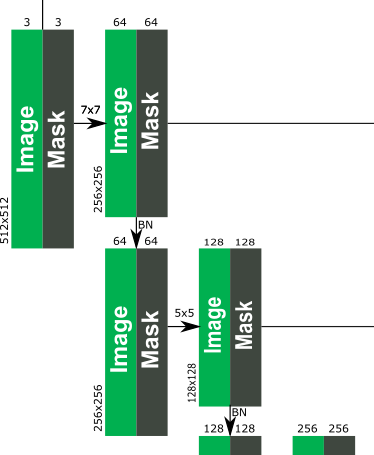 3 3
64 64
7x7
Image
Mask
512x512
Image
Mask
256x256
BN
64 64
128 128
5x5
Image
Mask
256x256
Image
Mask
128x128
BN
128 128
256 256